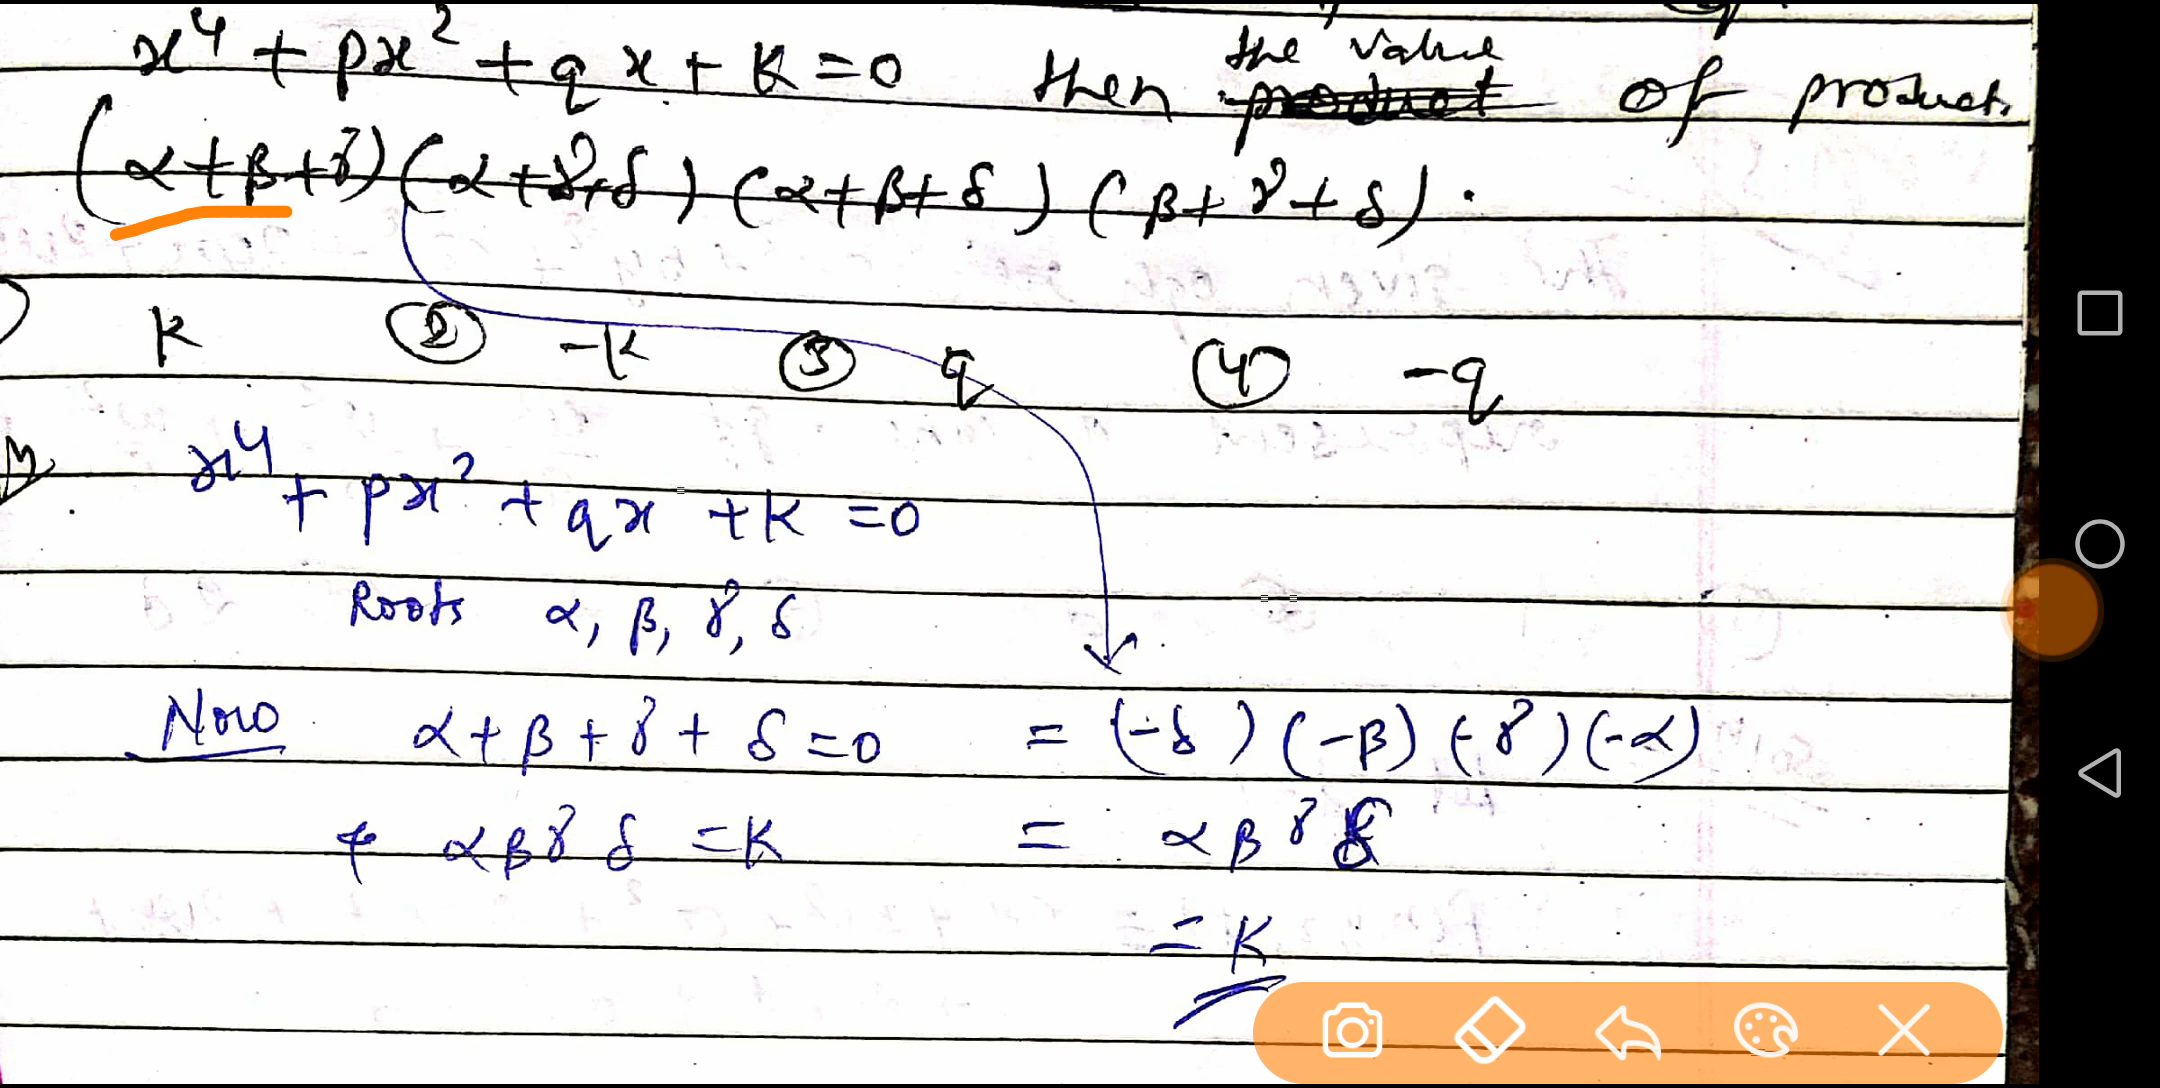 x⁴ + px² + qx + k = 0 then the value of product
(α+β+γ)(α+γ+δ)(α+β+δ)(β+γ+δ).
k ② -k ③ q ④ -q
x⁴ + px² + qx + k = 0
Roots α, β, γ, δ
Now α+β+γ+δ=0 = (-δ)(-β)(-γ)(-α)
& αβγδ = k = αβγδ
= k